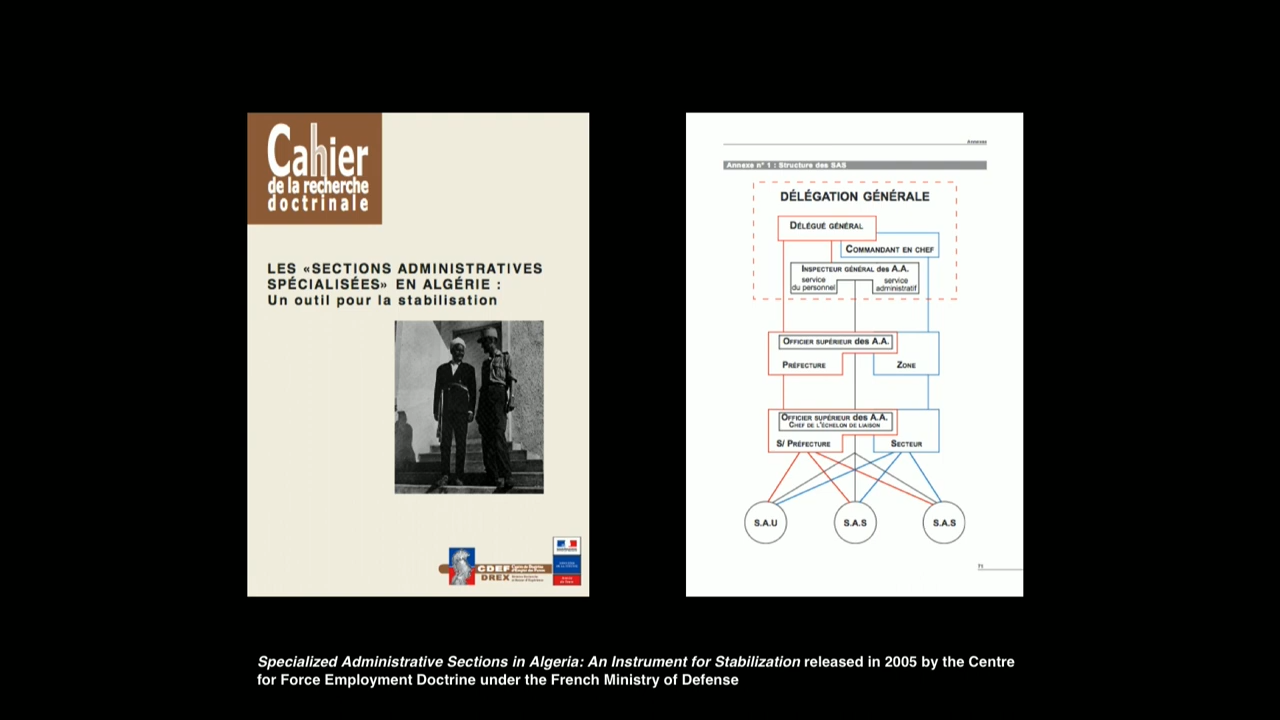 Cahier
de la recherche
doctrinale
LES «SECTIONS ADMINISTRATIVES
SPÉCIALISÉES» EN ALGÉRIE :
Un outil pour la stabilisation
CDEF
DREX
Annexes
Annexe n° 1 : Structure des SAS
DÉLÉGATION GÉNÉRALE
DÉLÉGUÉ GÉNÉRAL
COMMANDANT EN CHEF
INSPECTEUR GÉNÉRAL des A.A.
service
du personnel
service
administratif
OFFICIER SUPÉRIEUR des A.A.
PRÉFECTURE
ZONE
OFFICIER SUPÉRIEUR des A.A.
CHEF DE L'ÉCHELON DE LIAISON
S/ PRÉFECTURE
SECTEUR
S.A.U
S.A.S
S.A.S
71
Specialized Administrative Sections in Algeria: An Instrument for Stabilization released in 2005 by the Centre
for Force Employment Doctrine under the French Ministry of Defense